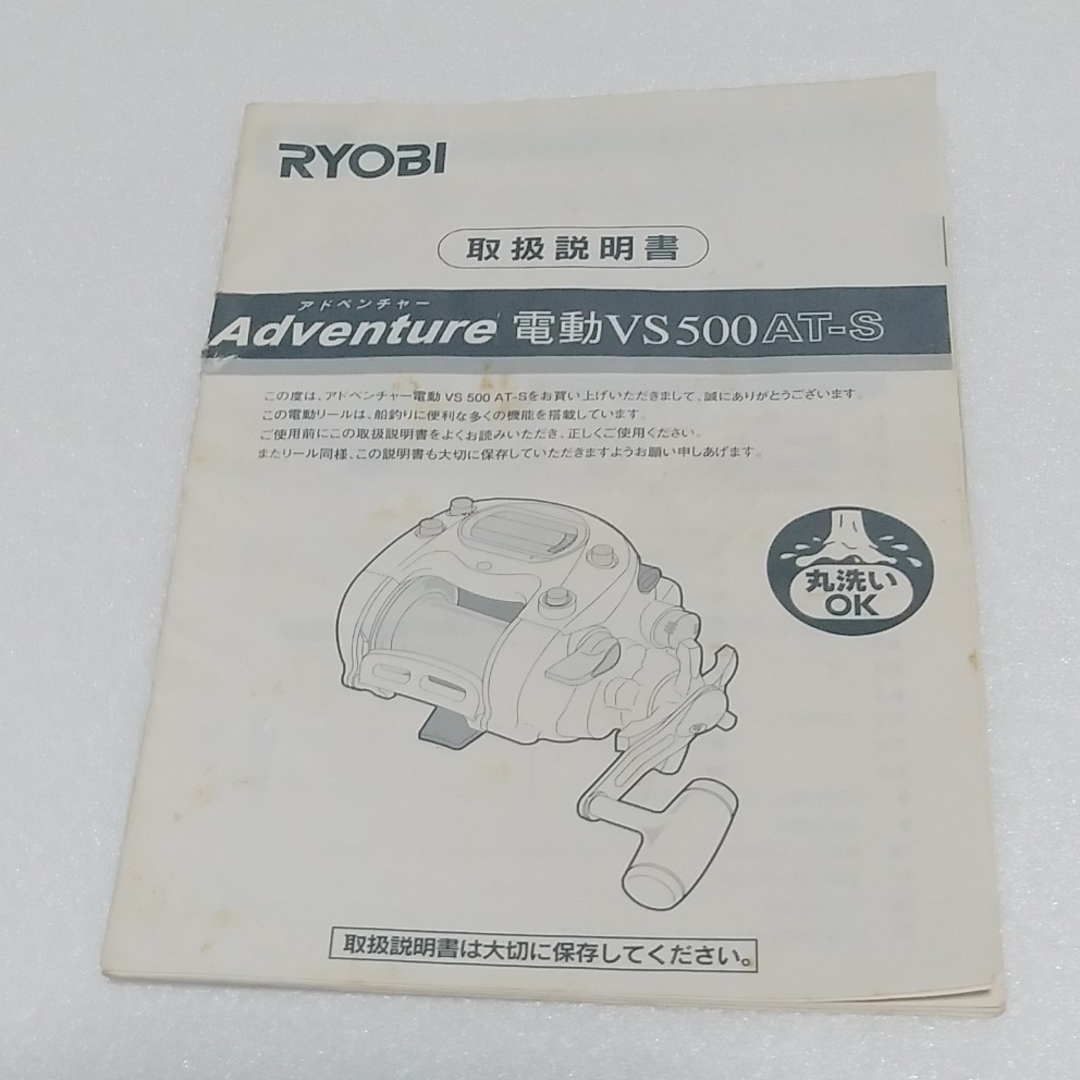 RYOBI
取扱説明書
アドベンチャー
Adventure 電動VS500AT-S
この度は、アドベンチャー電動 VS 500 AT-Sをお買い上げいただきまして、誠にありがとうございます。
この電動リールは、船釣りに便利な多くの機能を搭載しています。
ご使用前にこの取扱説明書をよくお読みいただき、正しくご使用ください。
またリール同様、この説明書も大切に保存していただきますようお願い申しあげます。
丸洗い
OK
取扱説明書は大切に保存してください。